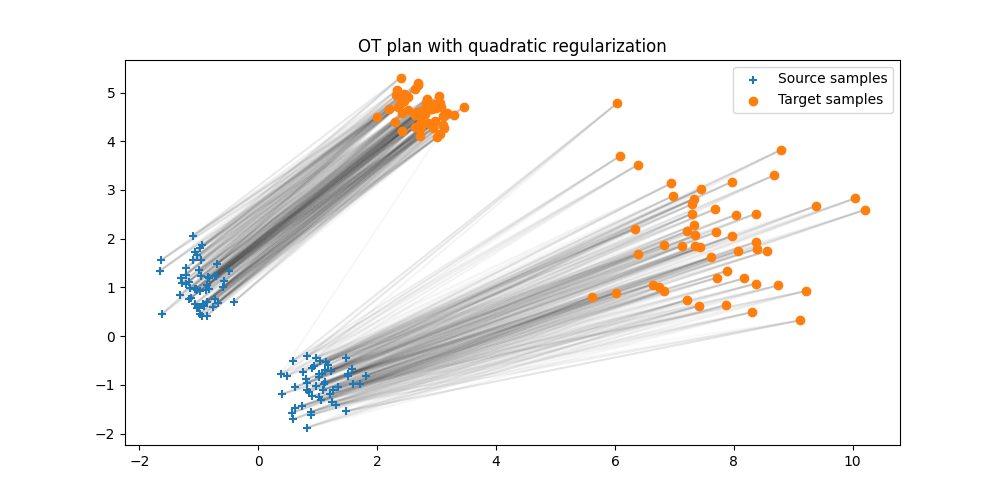 OT plan with quadratic regularization
Source samples
Target samples
5
4
3
2
1
0
−1
−2
−2 0 2 4 6 8 10